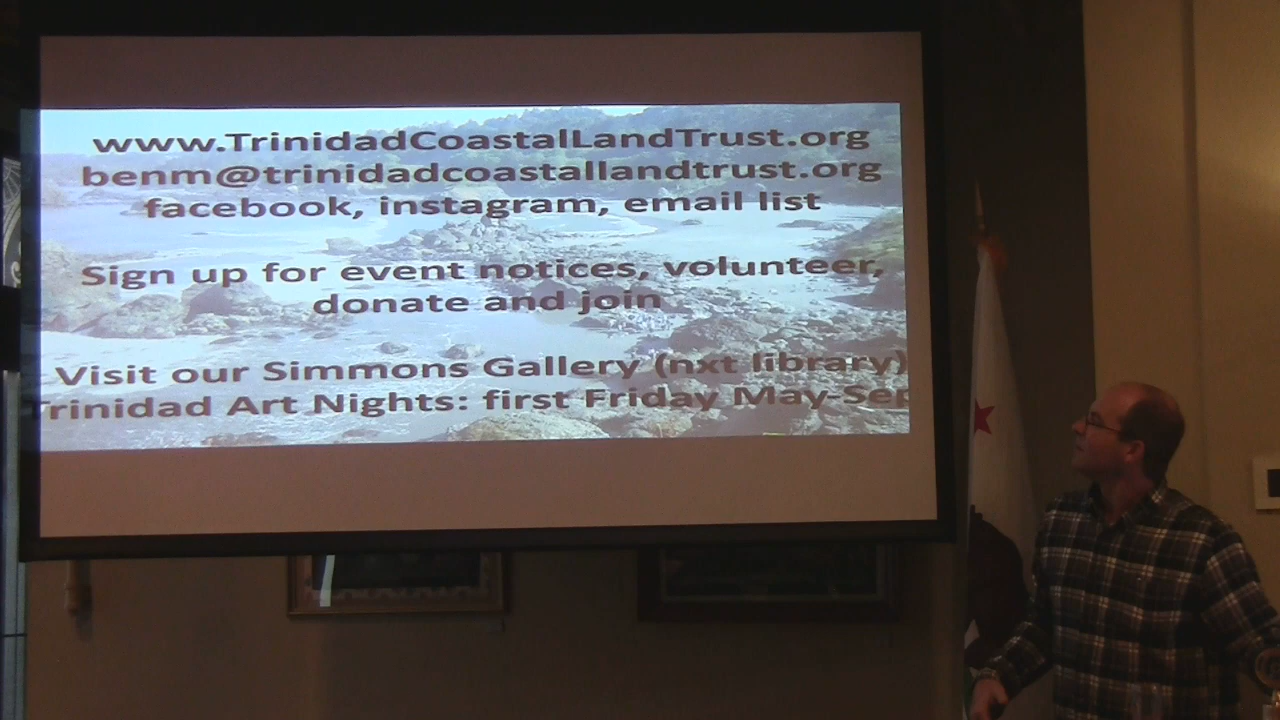 www.TrinidadCoastalLandTrust.org
benm@trinidadcoastallandtrust.org
facebook, instagram, email list
Sign up for event notices, volunteer,
donate and join
Visit our Simmons Gallery (nxt library)
Trinidad Art Nights: first Friday May-Sep